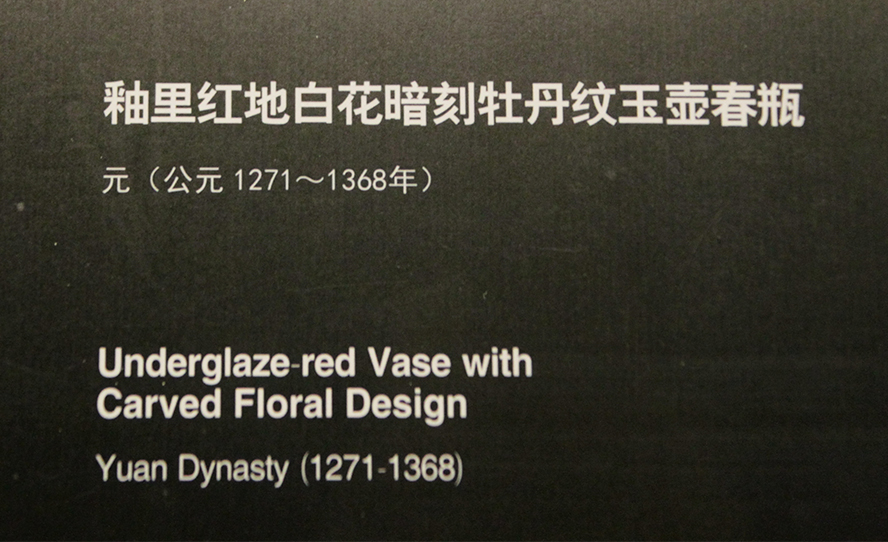 釉里红地白花暗刻牡丹纹玉壶春瓶
元（公元 1271～1368年）
Underglaze-red Vase with
Carved Floral Design
Yuan Dynasty (1271-1368)